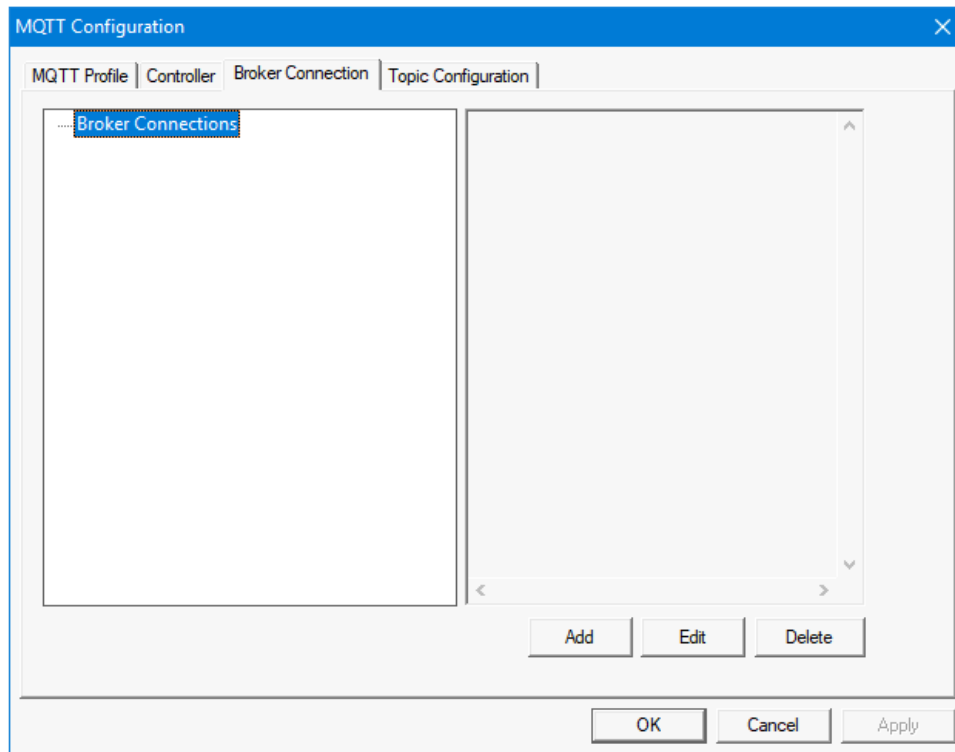 MQTT Configuration
MQTT Profile Controller Broker Connection Topic Configuration
Broker Connections
Add Edit Delete
OK Cancel Apply